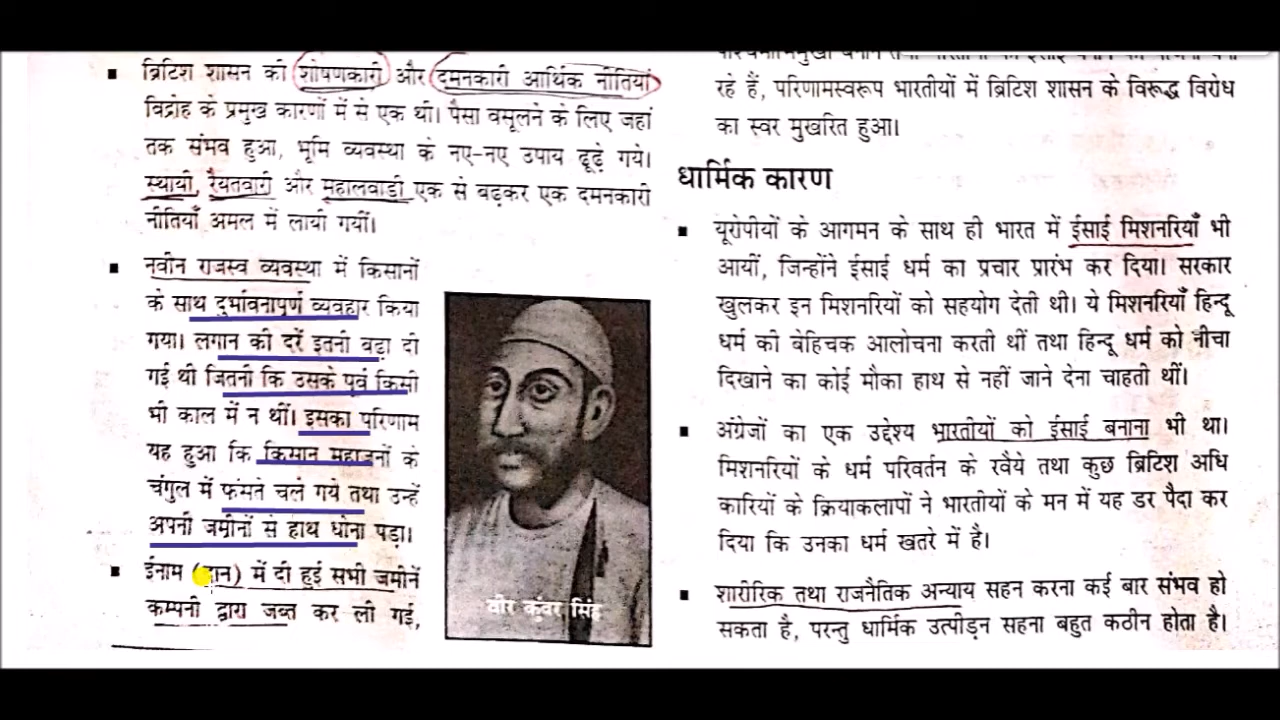 ब्रिटिश शासन की शोषणकारी और दमनकारी आर्थिक नीतियां
विद्रोह के प्रमुख कारणों में से एक थी। पैसा वसूलने के लिए जहां
तक संभव हुआ, भूमि व्यवस्था के नए-नए उपाय ढूढ़े गये।
स्थायी, रैयतवारी और महालवाडी एक से बढ़कर एक दमनकारी
नीतियाँ अमल में लायी गयीं।
नवीन राजस्व व्यवस्था में किसानों
के साथ दुर्भावनापूर्ण व्यवहार किया
गया। लगान की दरें इतनी बढ़ा दी
गई थी जितनी कि उसके पूर्व किसी
भी काल में न थीं। इसका परिणाम
यह हुआ कि किसान महाजनों के
चंगुल में फंसते चले गये तथा उन्हें
अपनी जमीनों से हाथ धोना पड़ा।
ईनाम (दान) में दी हुई सभी जमीनें
कम्पनी द्वारा जब्त कर ली गई,
वीर कुंवर सिंह
रहे हैं, परिणामस्वरूप भारतीयों में ब्रिटिश शासन के विरूद्ध विरोध
का स्वर मुखरित हुआ।
धार्मिक कारण
यूरोपीयों के आगमन के साथ ही भारत में ईसाई मिशनरियाँ भी
आयीं, जिन्होंने ईसाई धर्म का प्रचार प्रारंभ कर दिया। सरकार
खुलकर इन मिशनरियों को सहयोग देती थी। ये मिशनरियाँ हिन्दू
धर्म की बेहिचक आलोचना करती थीं तथा हिन्दू धर्म को नीचा
दिखाने का कोई मौका हाथ से नहीं जाने देना चाहती थीं।
अंग्रेजों का एक उद्देश्य भारतीयों को ईसाई बनाना भी था।
मिशनरियों के धर्म परिवर्तन के रवैये तथा कुछ ब्रिटिश अधि
कारियों के क्रियाकलापों ने भारतीयों के मन में यह डर पैदा कर
दिया कि उनका धर्म खतरे में है।
शारीरिक तथा राजनैतिक अन्याय सहन करना कई बार संभव हो
सकता है, परन्तु धार्मिक उत्पीड़न सहना बहुत कठीन होता है।